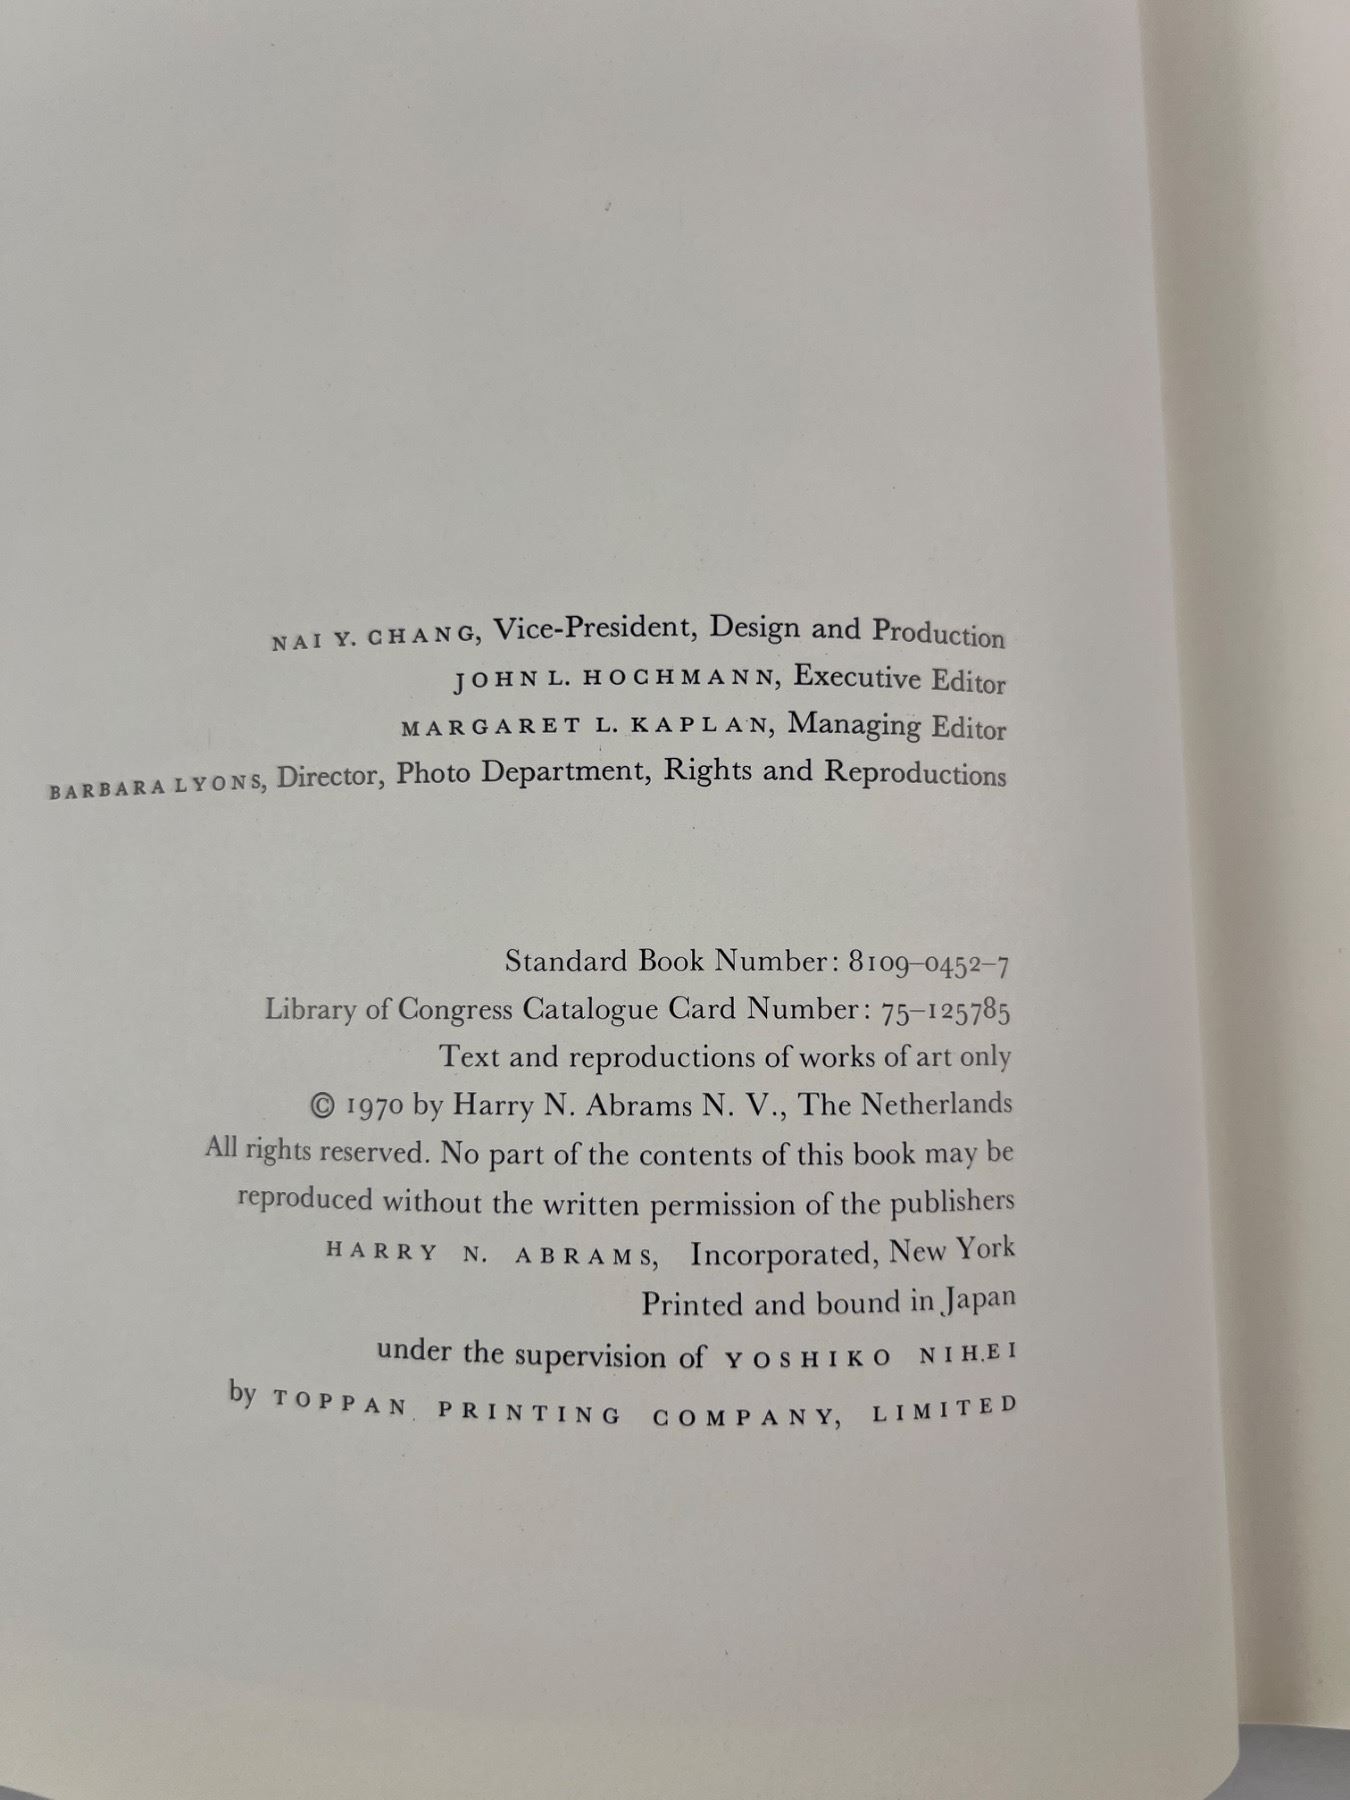 NAI Y. CHANG, Vice-President, Design and Production
JOHN L. HOCHMANN, Executive Editor
MARGARET L. KAPLAN, Managing Editor
BARBARA LYONS, Director, Photo Department, Rights and Reproductions
Standard Book Number: 8109–0452–7
Library of Congress Catalogue Card Number: 75–125785
Text and reproductions of works of art only
© 1970 by Harry N. Abrams N. V., The Netherlands
All rights reserved. No part of the contents of this book may be
reproduced without the written permission of the publishers
HARRY N. ABRAMS, Incorporated, New York
Printed and bound in Japan
under the supervision of YOSHIKO NIHEI
by TOPPAN PRINTING COMPANY, LIMITED